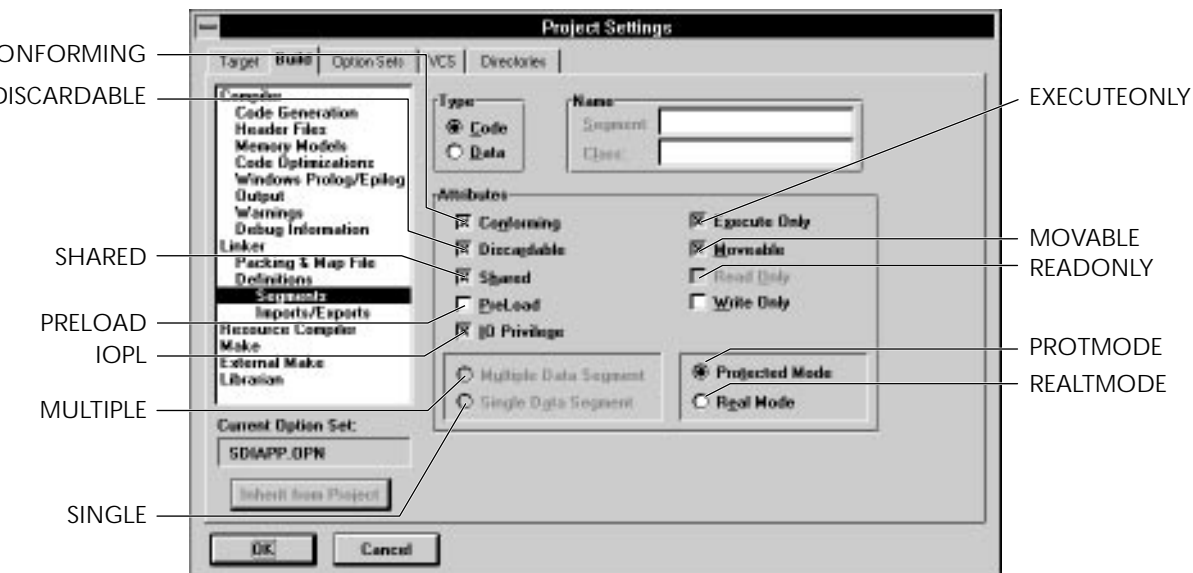 Project Settings
Target Build Option Sets VCS Directories
ONFORMING
DISCARDABLE
SHARED
PRELOAD
IOPL
MULTIPLE
SINGLE
Compiler
Code Generation
Header Files
Memory Models
Code Optimizations
Windows Prolog/Epilog
Output
Warnings
Debug Information
Linker
Packing & Map File
Definitions
Segments
Imports/Exports
Resource Compiler
Make
External Make
Librarian
Current Option Set:
SDIAPP.OPN
Inherit from Project
Type
Code
Data
Name
Segment:
Class:
Attributes
Conforming
Discardable
Shared
PreLoad
IO Privilege
Execute Only
Moveable
Read Only
Write Only
Multiple Data Segment
Single Data Segment
Protected Mode
Real Mode
OK
Cancel
EXECUTEONLY
MOVABLE
READONLY
PROTMODE
REALTMODE